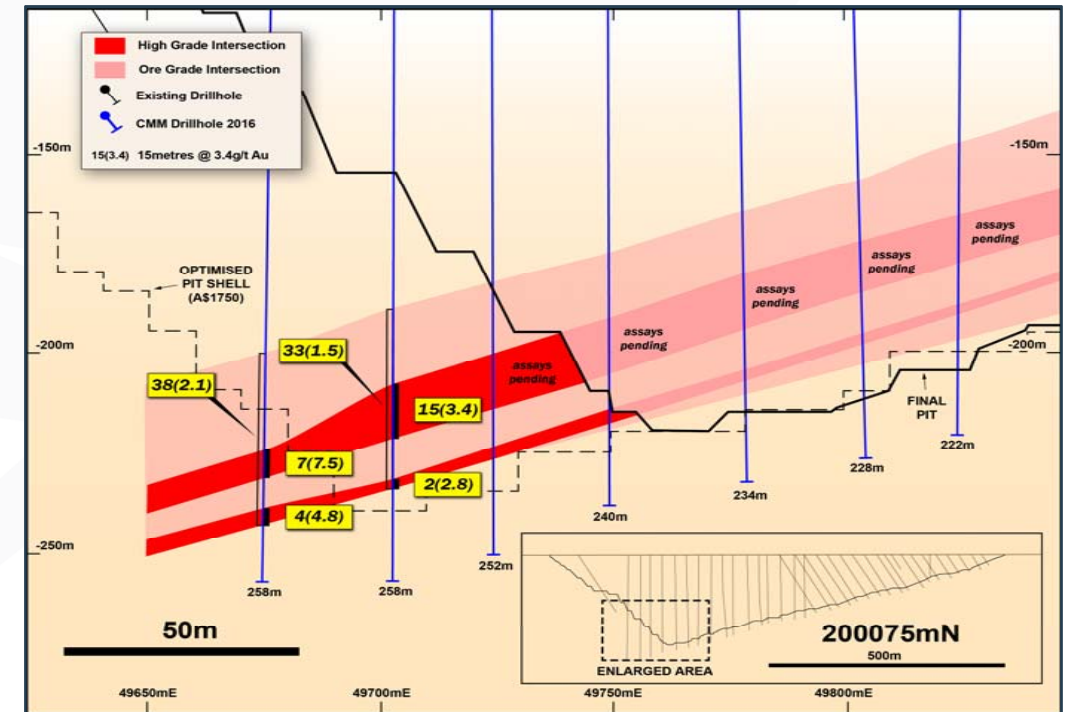 High Grade Intersection
Ore Grade Intersection
Existing Drillhole
CMM Drillhole 2016
15(3.4) 15metres @ 3.4g/t Au
-150m
-150m
assays
pending
assays
pending
OPTIMISED
PIT SHELL
(A$1750)
assays
pending
-200m
33(1.5)
assays
pending
-200m
38(2.1)
assays
pending
15(3.4)
FINAL
PIT
7(7.5)
2(2.8)
222m
228m
234m
4(4.8)
240m
-250m
252m
258m
258m
50m
200075mN
500m
ENLARGED AREA
49650mE
49700mE
49750mE
49800mE